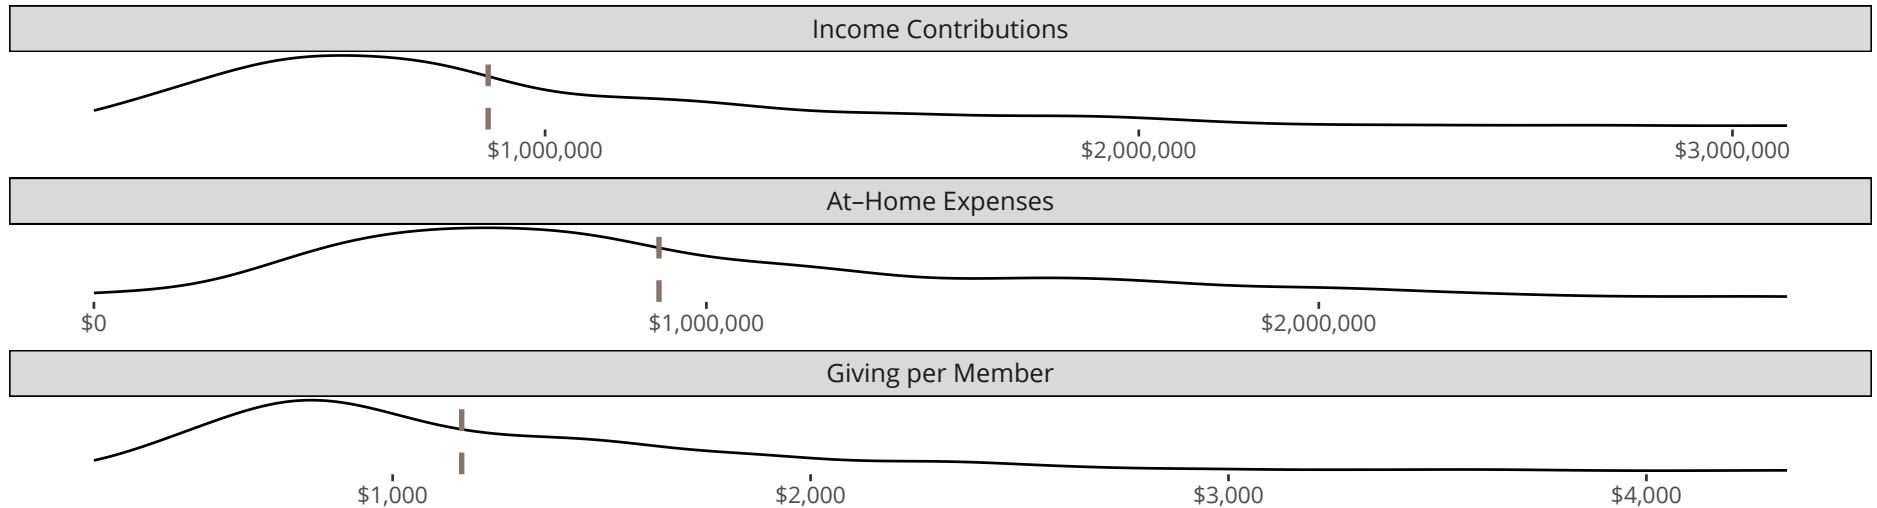 Income Contributions
$1,000,000 $2,000,000 $3,000,000
At–Home Expenses
$0 $1,000,000 $2,000,000
Giving per Member
$1,000 $2,000 $3,000 $4,000